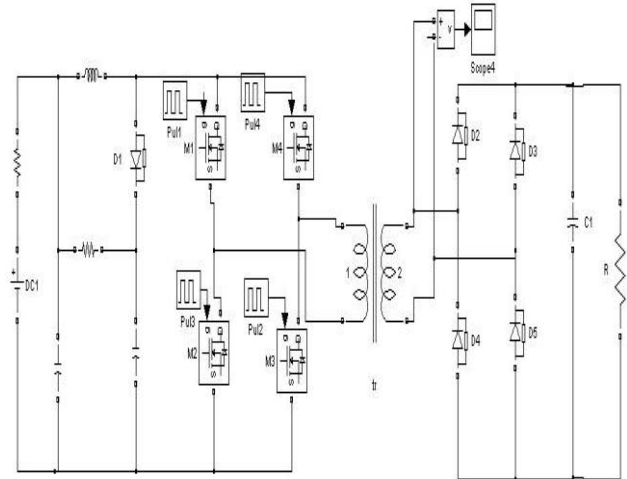 +
-
v
Scope4
Pul1
Pul4
g
D
S
M1
g
D
S
M4
D1
D2
D3
1
2
C1
R
+
DC1
Pul3
Pul2
g
D
S
M2
g
D
S
M3
D4
D5
tr